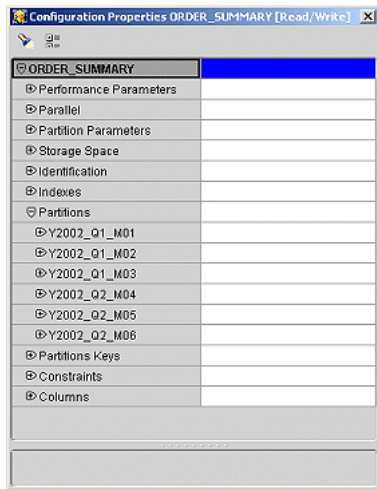 Configuration Properties ORDER_SUMMARY [Read/Write]
ORDER_SUMMARY
Performance Parameters
Parallel
Partition Parameters
Storage Space
Identification
Indexes
Partitions
Y2002_Q1_M01
Y2002_Q1_M02
Y2002_Q1_M03
Y2002_Q2_M04
Y2002_Q2_M05
Y2002_Q2_M06
Partitions Keys
Constraints
Columns